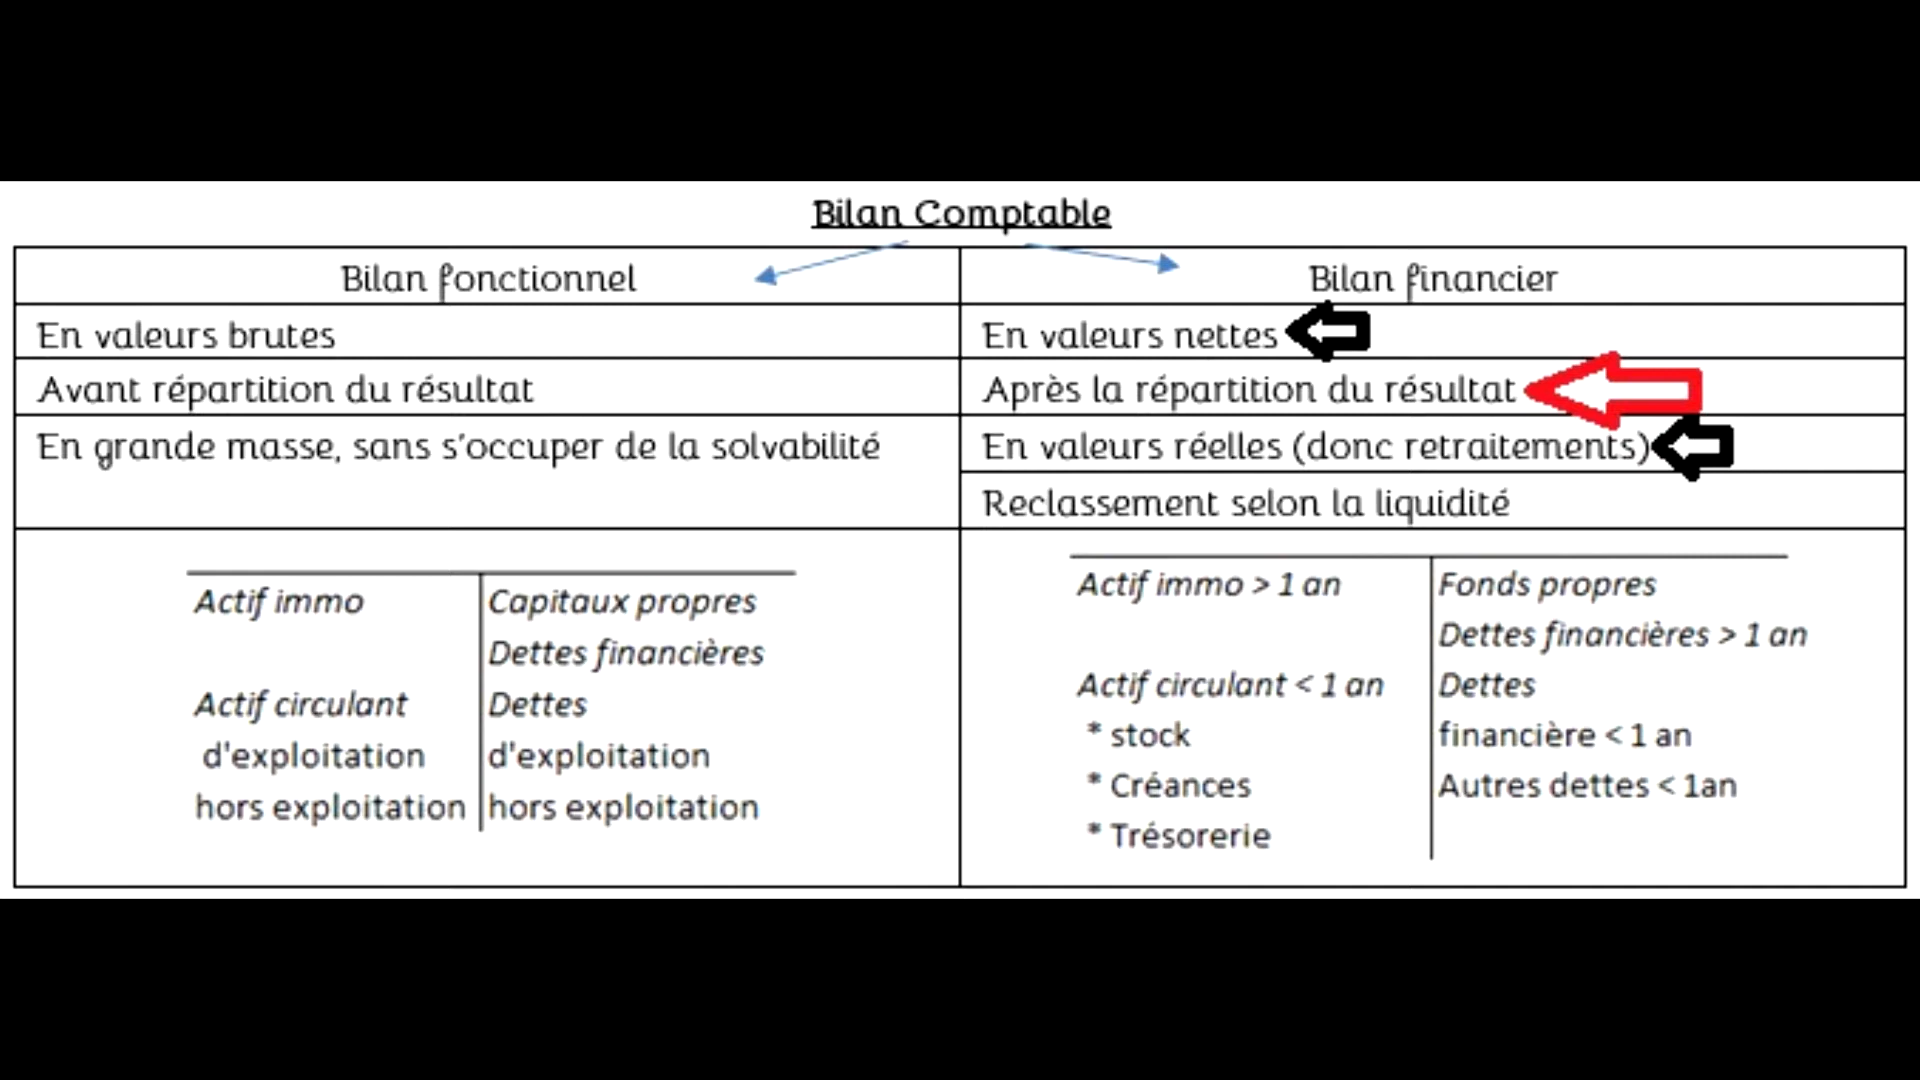 Bilan Comptable
Bilan fonctionnel
Bilan financier
En valeurs brutes
En valeurs nettes
Avant répartition du résultat
Après la répartition du résultat
En grande masse, sans s'occuper de la solvabilité
En valeurs réelles (donc retraitements)
Reclassement selon la liquidité
Actif immo
Capitaux propres
Dettes financières
Actif circulant
Dettes
d'exploitation
d'exploitation
hors exploitation
hors exploitation
Actif immo > 1 an
Fonds propres
Dettes financières > 1 an
Actif circulant < 1 an
Dettes
* stock
financière < 1 an
* Créances
Autres dettes < 1an
* Trésorerie